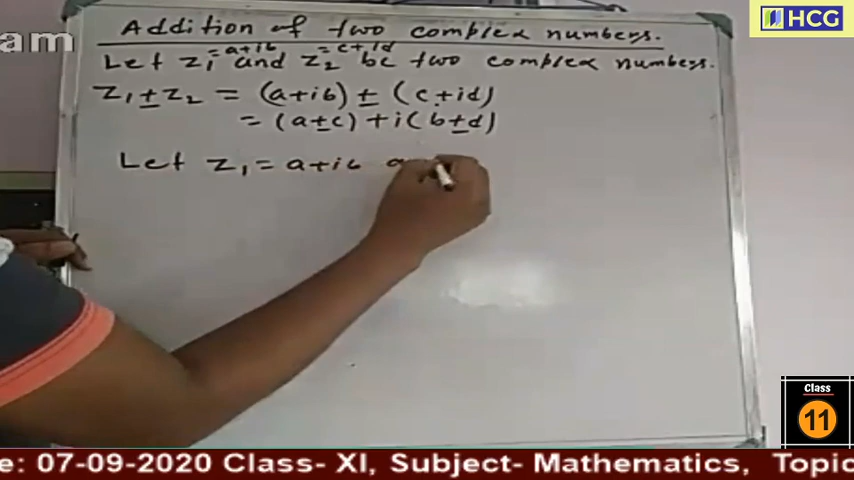 am
HCG
Addition of two complex numbers.
=a+ib =c+id
Let z1 and z2 be two complex numbers.
z1 ± z2 = (a+ib) ± (c+id)
= (a±c) + i(b±d)
Let z1 = a+ib a
Class
11
e: 07-09-2020 Class- XI, Subject- Mathematics, Topic